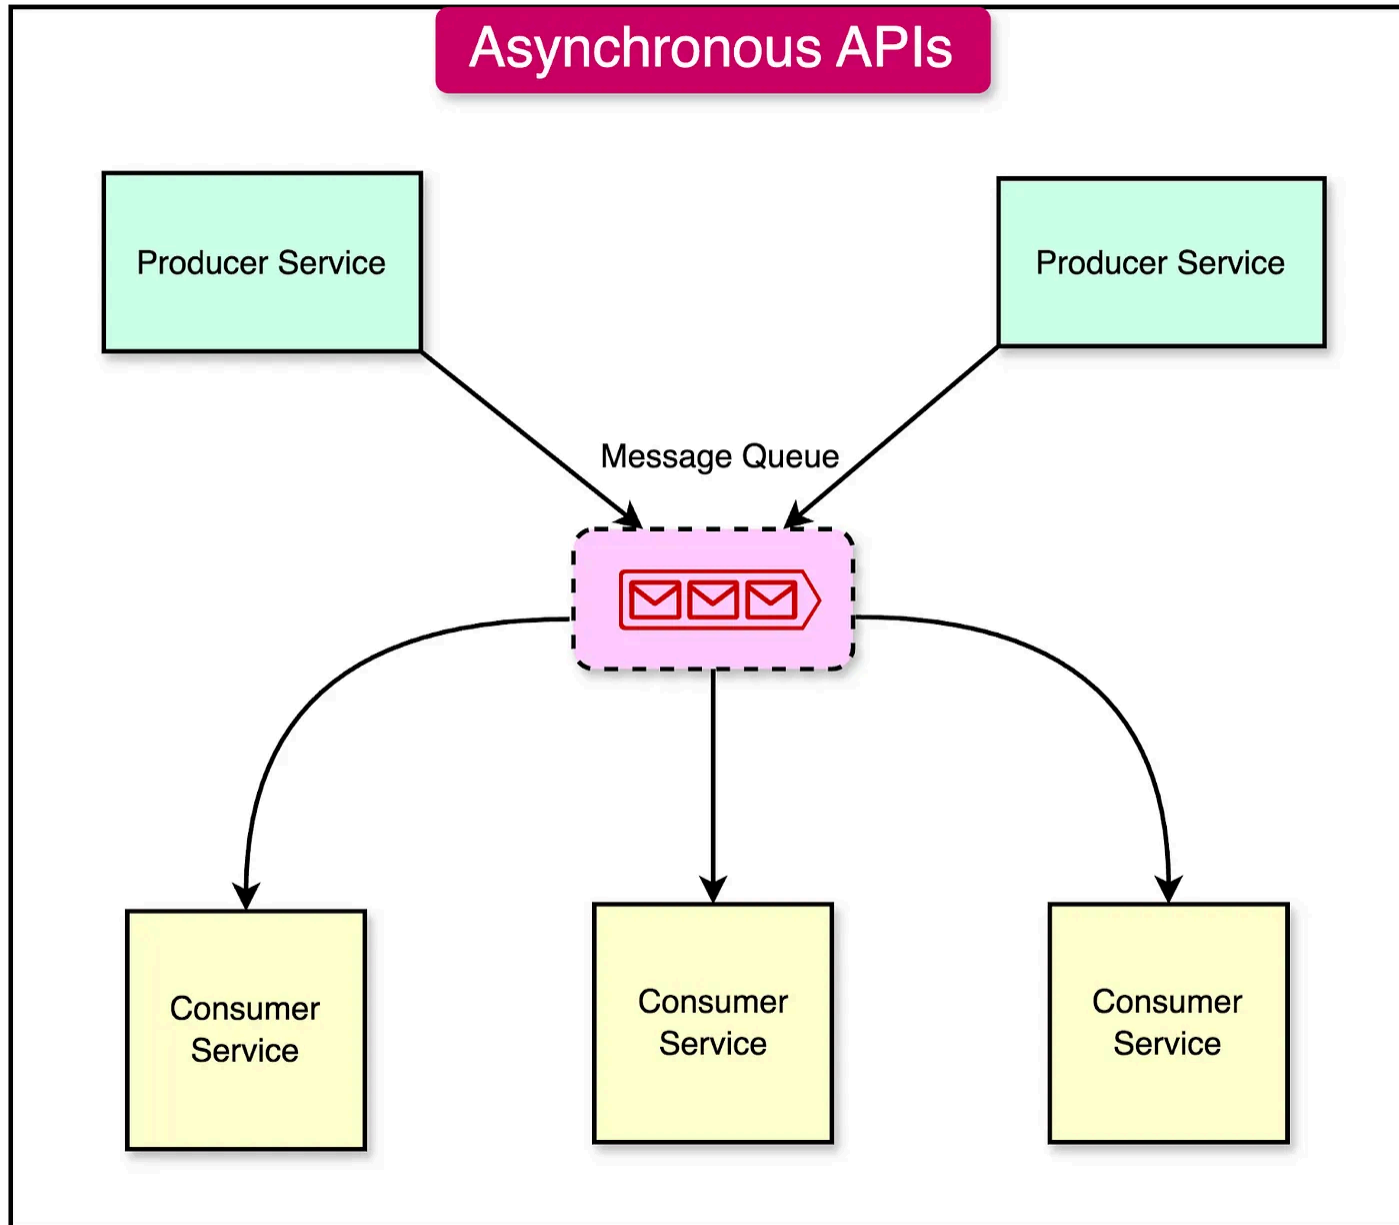 Asynchronous APIs
Producer Service
Producer Service
Message Queue
Consumer
Service
Consumer
Service
Consumer
Service